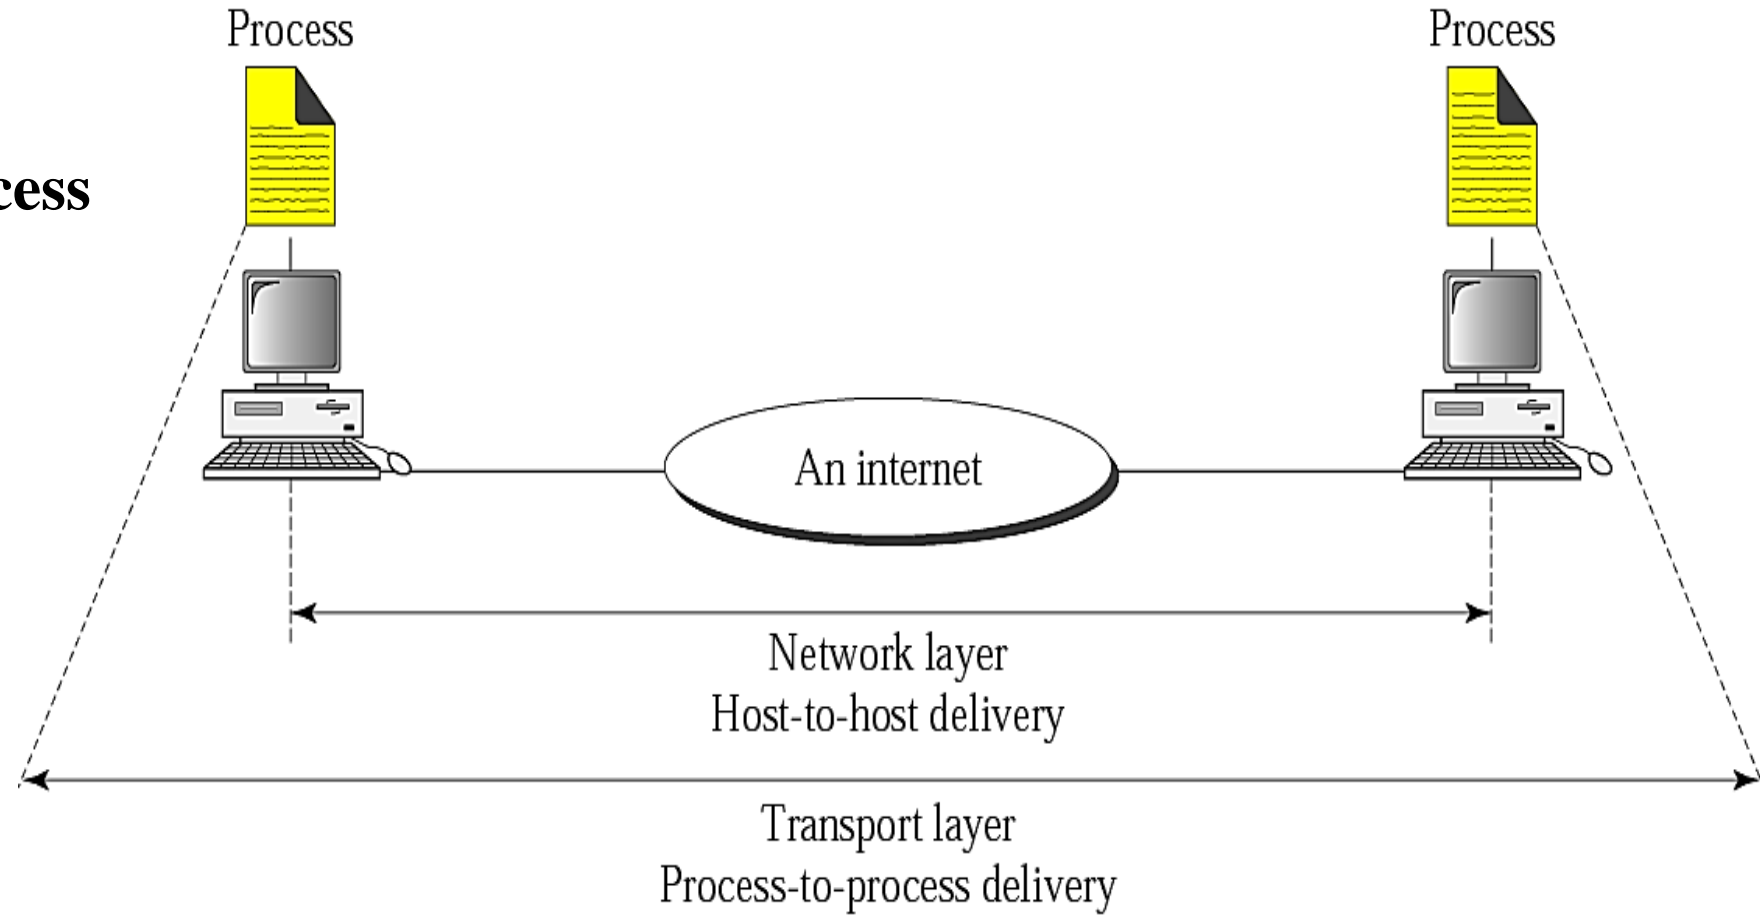 Process
Process
cess
An internet
Network layer
Host-to-host delivery
Transport layer
Process-to-process delivery